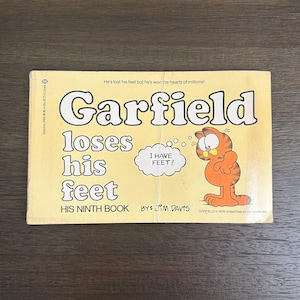 He's lost his feet but he's won the hearts of millions!
Garfield
loses
his
feet
I HAVE
FEET!
HIS NINTH BOOK
BY: JIM DAVIS